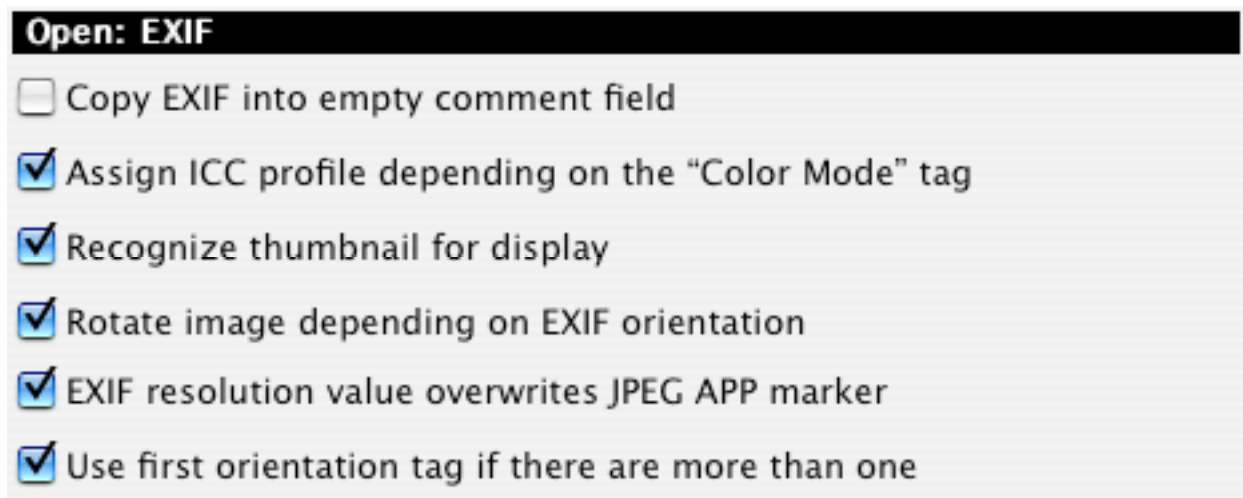 Open: EXIF
Copy EXIF into empty comment field
Assign ICC profile depending on the “Color Mode” tag
Recognize thumbnail for display
Rotate image depending on EXIF orientation
EXIF resolution value overwrites JPEG APP marker
Use first orientation tag if there are more than one